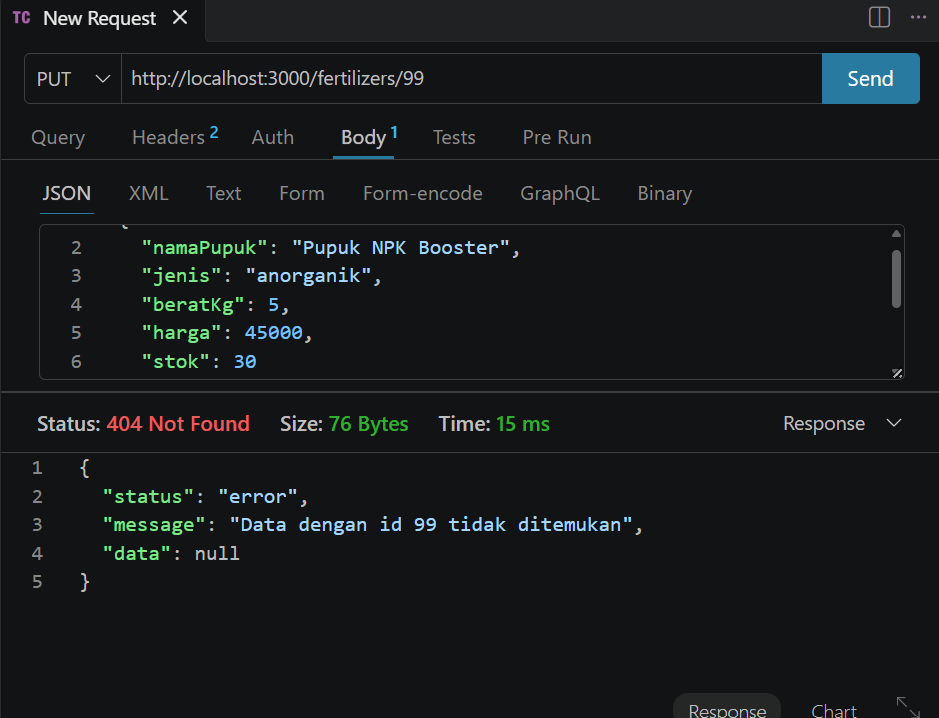 TC New Request
PUT http://localhost:3000/fertilizers/99 Send
Query Headers 2 Auth Body 1 Tests Pre Run
JSON XML Text Form Form-encode GraphQL Binary
{
2 "namaPupuk": "Pupuk NPK Booster",
3 "jenis": "anorganik",
4 "beratKg": 5,
5 "harga": 45000,
6 "stok": 30
Status: 404 Not Found Size: 76 Bytes Time: 15 ms Response
1 {
2 "status": "error",
3 "message": "Data dengan id 99 tidak ditemukan",
4 "data": null
5 }
Response Chart